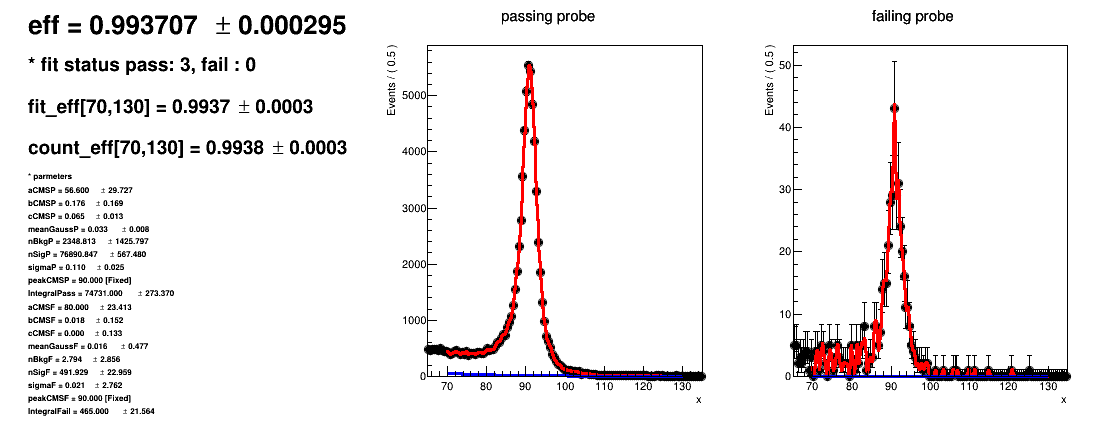 eff = 0.993707 ± 0.000295
* fit status pass: 3, fail : 0
fit_eff[70,130] = 0.9937 ± 0.0003
count_eff[70,130] = 0.9938 ± 0.0003
* parmeters
aCMSP = 56.600 ± 29.727
bCMSP = 0.176 ± 0.169
cCMSP = 0.065 ± 0.013
meanGaussP = 0.033 ± 0.008
nBkgP = 2348.813 ± 1425.797
nSigP = 76890.847 ± 567.480
sigmaP = 0.110 ± 0.025
peakCMSP = 90.000 [Fixed]
IntegralPass = 74731.000 ± 273.370
aCMSF = 80.000 ± 23.413
bCMSF = 0.018 ± 0.152
cCMSF = 0.000 ± 0.133
meanGaussF = 0.016 ± 0.477
nBkgF = 2.794 ± 2.856
nSigF = 491.929 ± 22.959
sigmaF = 0.021 ± 2.762
peakCMSF = 90.000 [Fixed]
IntegralFail = 465.000 ± 21.564
passing probe
Events / ( 0.5 )
5000
4000
3000
2000
1000
0
70 80 90 100 110 120 130
x
failing probe
Events / ( 0.5 )
50
40
30
20
10
0
70 80 90 100 110 120 130
x